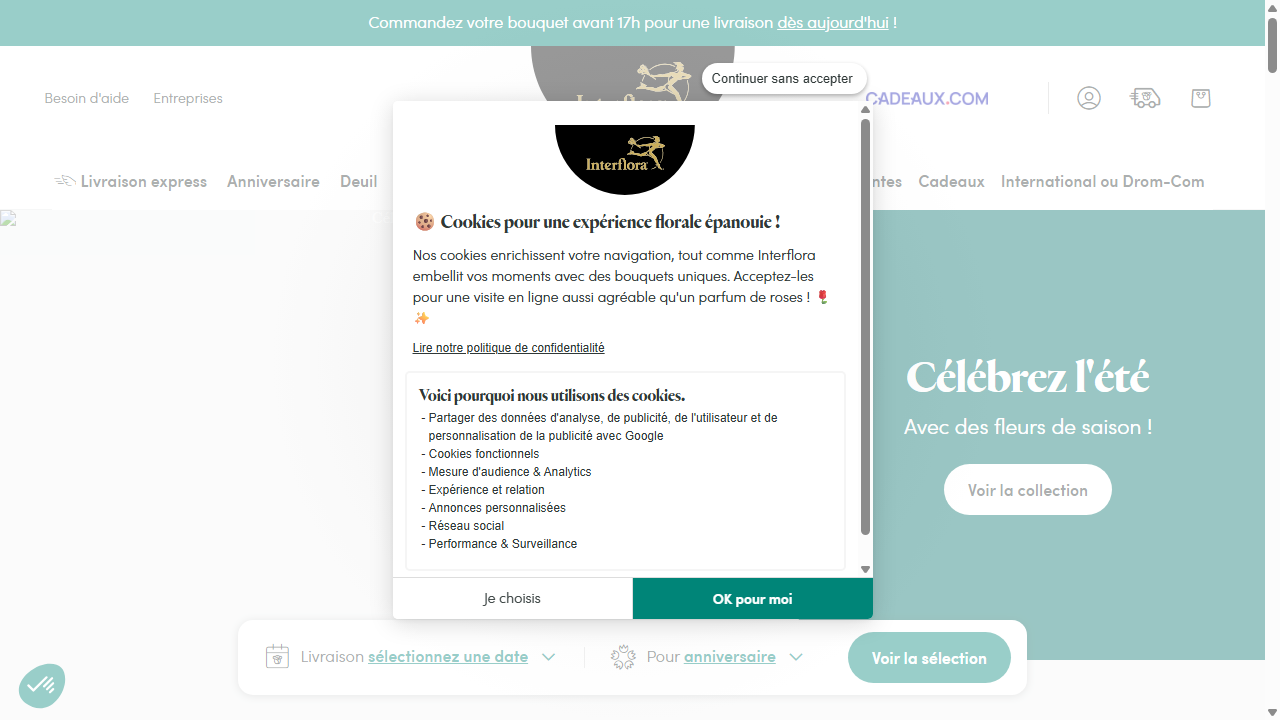 Commandez votre bouquet avant 17h pour une livraison dès aujourd'hui !
Continuer sans accepter
Besoin d'aide
Entreprises
CADEAUX.COM
Livraison express
Anniversaire
Deuil
Cadeaux
International ou Drom-Com
Interflora
🍪 Cookies pour une expérience florale épanouie !
Nos cookies enrichissent votre navigation, tout comme Interflora
embellit vos moments avec des bouquets uniques. Acceptez-les
pour une visite en ligne aussi agréable qu'un parfum de roses ! 🌷
✨
Lire notre politique de confidentialité
Voici pourquoi nous utilisons des cookies.
- Partager des données d'analyse, de publicité, de l'utilisateur et de
personnalisation de la publicité avec Google
- Cookies fonctionnels
- Mesure d'audience & Analytics
- Expérience et relation
- Annonces personnalisées
- Réseau social
- Performance & Surveillance
Je choisis
OK pour moi
Célébrez l'été
Avec des fleurs de saison !
Voir la collection
Livraison sélectionnez une date
Pour anniversaire
Voir la sélection